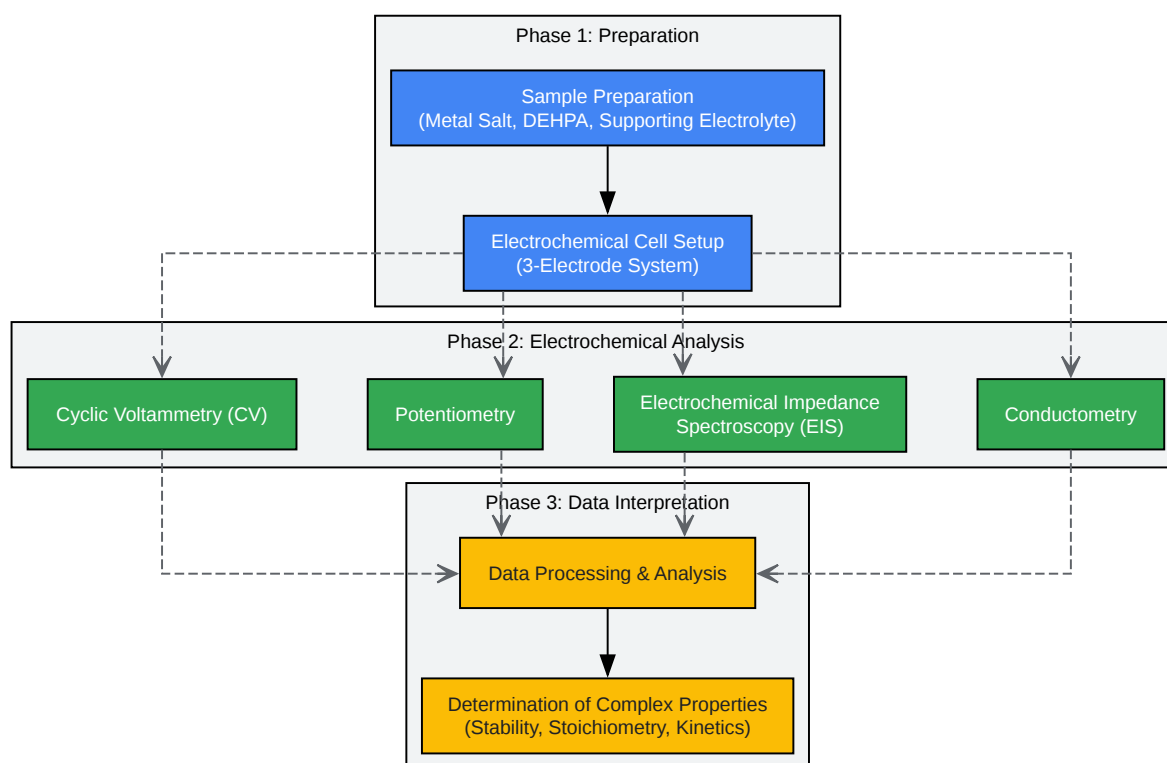 Phase 1: Preparation
Sample Preparation
(Metal Salt, DEHPA, Supporting Electrolyte)
Electrochemical Cell Setup
(3-Electrode System)
Phase 2: Electrochemical Analysis
Cyclic Voltammetry (CV)
Potentiometry
Electrochemical Impedance
Spectroscopy (EIS)
Conductometry
Phase 3: Data Interpretation
Data Processing & Analysis
Determination of Complex Properties
(Stability, Stoichiometry, Kinetics)